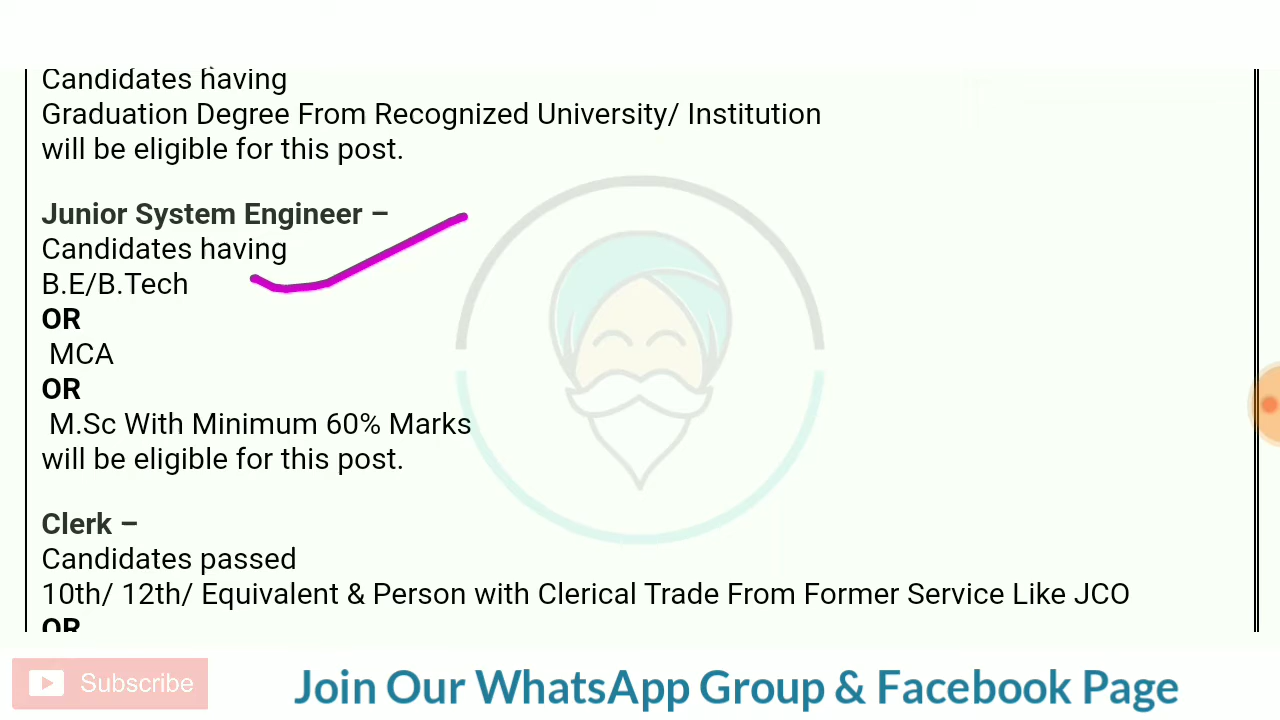 Candidates having
Graduation Degree From Recognized University/ Institution
will be eligible for this post.
Junior System Engineer –
Candidates having
B.E/B.Tech
OR
MCA
OR
M.Sc With Minimum 60% Marks
will be eligible for this post.
Clerk –
Candidates passed
10th/ 12th/ Equivalent & Person with Clerical Trade From Former Service Like JCO
OR
Subscribe
Join Our WhatsApp Group & Facebook Page